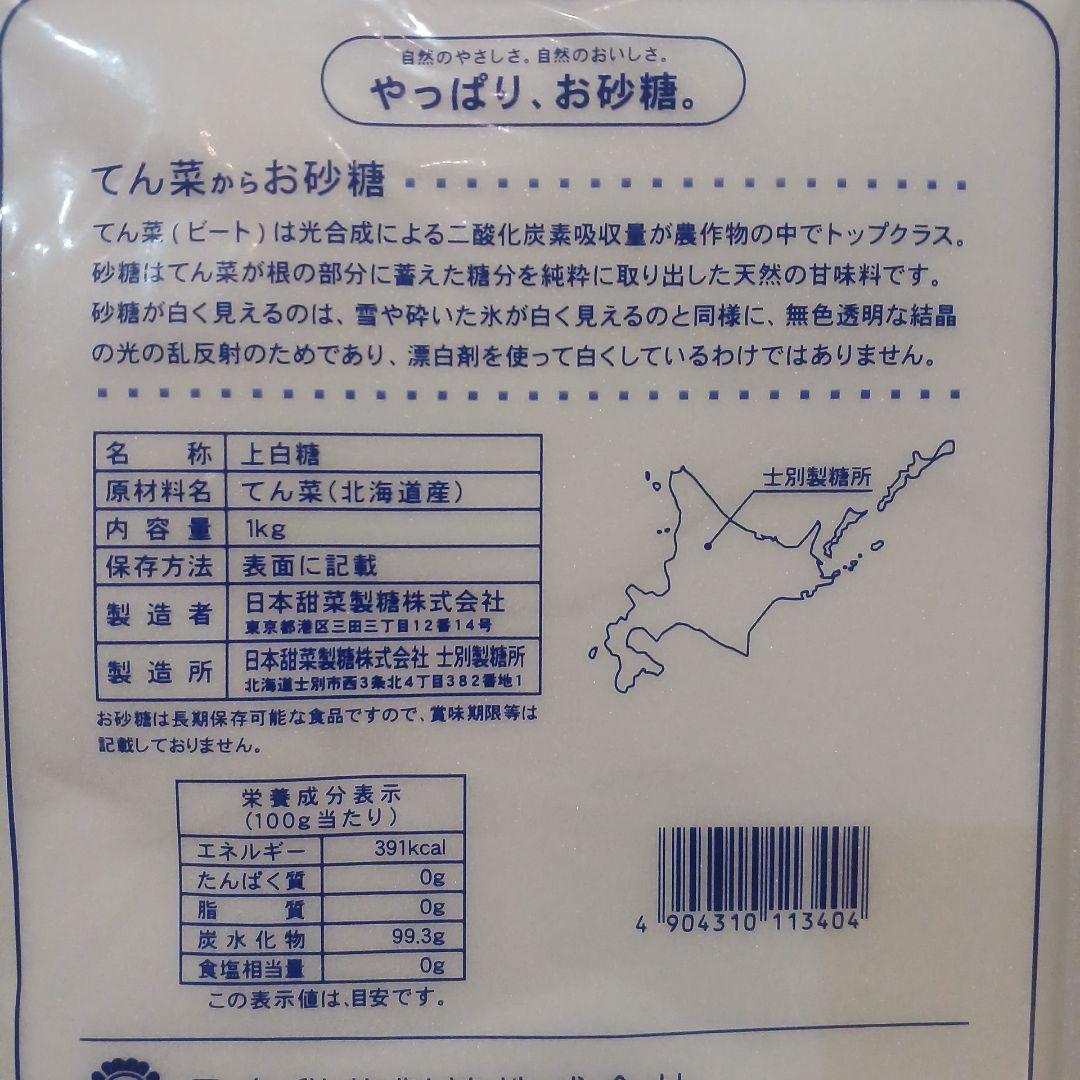 自然のやさしさ。自然のおいしさ。
やっぱり、お砂糖。
てん菜からお砂糖
てん菜(ビート)は光合成による二酸化炭素吸収量が農作物の中でトップクラス。
砂糖はてん菜が根の部分に蓄えた糖分を純粋に取り出した天然の甘味料です。
砂糖が白く見えるのは、雪や砕いた氷が白く見えるのと同様に、無色透明な結晶
の光の乱反射のためであり、漂白剤を使って白くしているわけではありません。
名称 上白糖
原材料名 てん菜(北海道産)
内容量 1kg
保存方法 表面に記載
製造者 日本甜菜製糖株式会社
東京都港区三田三丁目12番14号
製造所 日本甜菜製糖株式会社 士別製糖所
北海道士別市西3条北4丁目382番地1
お砂糖は長期保存可能な食品ですので、賞味期限等は
記載しておりません。
士別製糖所
栄養成分表示
(100g当たり)
エネルギー 391kcal
たんぱく質 0g
脂質 0g
炭水化物 99.3g
食塩相当量 0g
この表示値は、目安です。
4 904310 113404